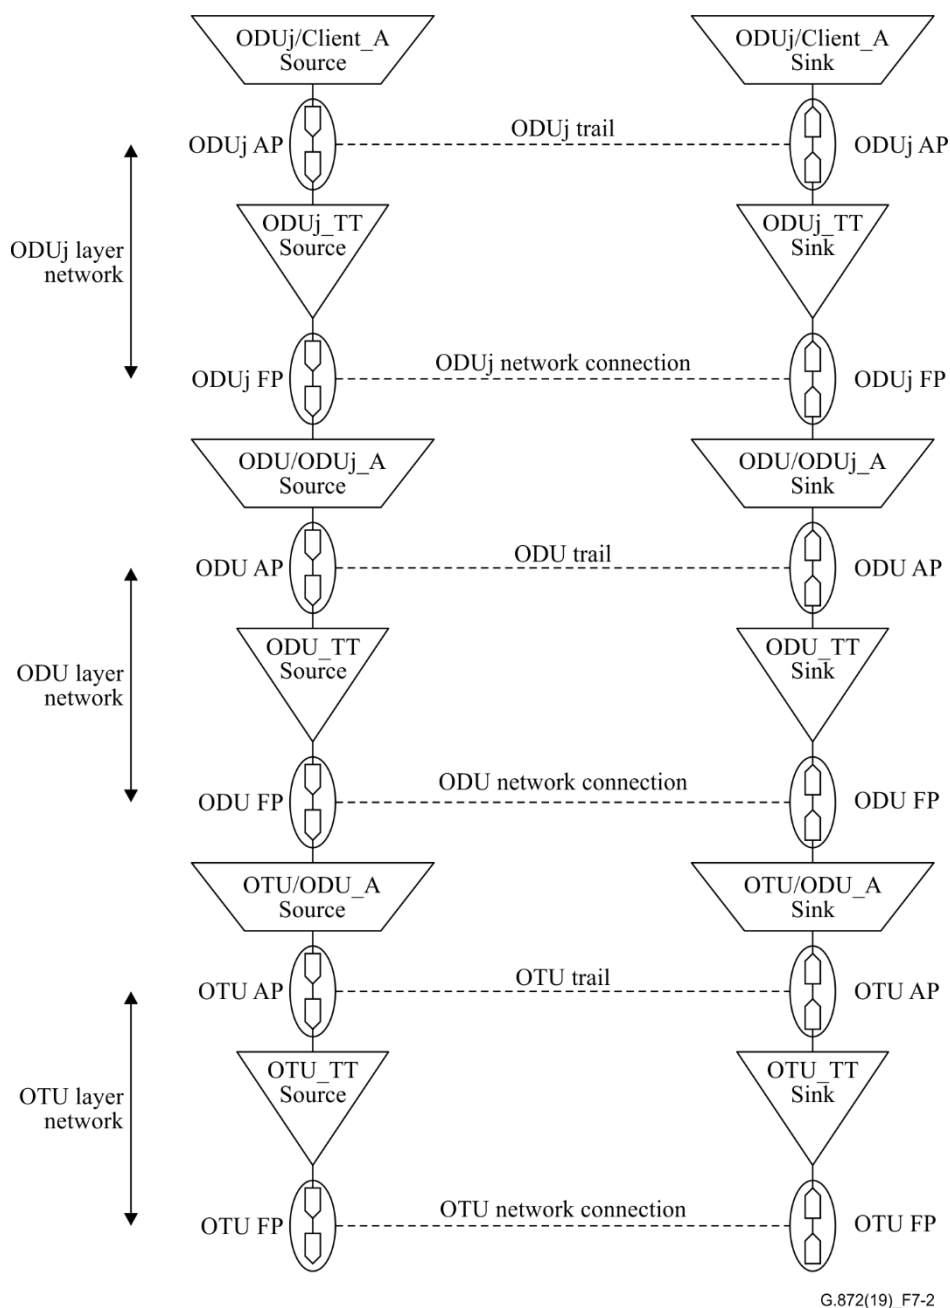 ODUj/Client_A
Source
ODUj/Client_A
Sink
ODUj AP
ODUj trail
ODUj AP
ODUj_TT
Source
ODUj_TT
Sink
ODUj layer
network
ODUj FP
ODUj network connection
ODUj FP
ODU/ODUj_A
Source
ODU/ODUj_A
Sink
ODU AP
ODU trail
ODU AP
ODU_TT
Source
ODU_TT
Sink
ODU layer
network
ODU FP
ODU network connection
ODU FP
OTU/ODU_A
Source
OTU/ODU_A
Sink
OTU AP
OTU trail
OTU AP
OTU_TT
Source
OTU_TT
Sink
OTU layer
network
OTU FP
OTU network connection
OTU FP
G.872(19)_F7-2